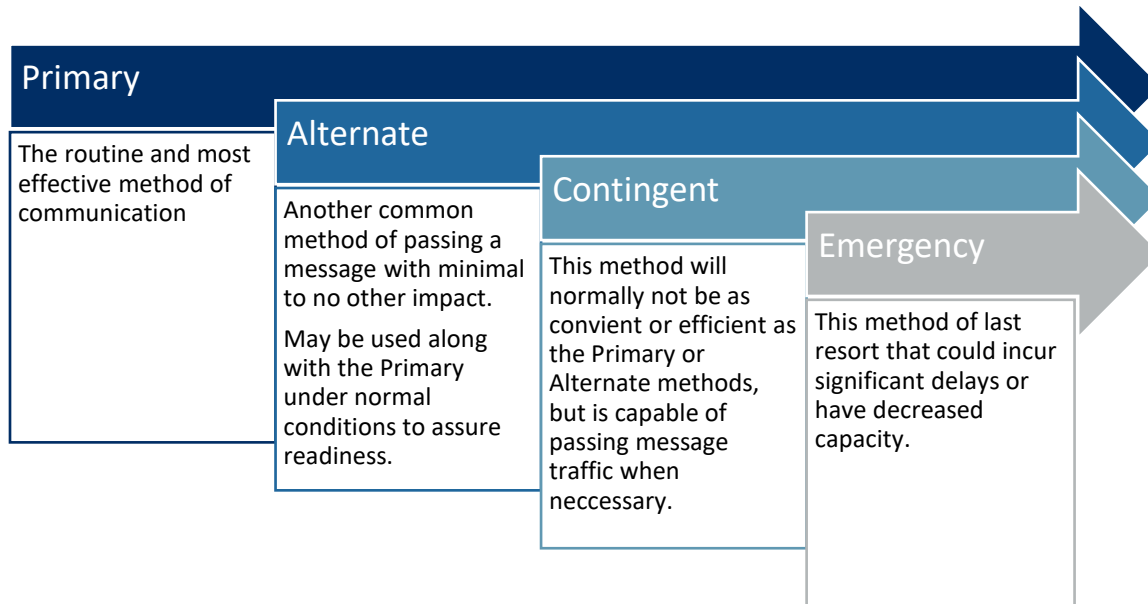 Primary
The routine and most
effective method of
communication
Alternate
Another common
method of passing a
message with minimal
to no other impact.
May be used along
with the Primary
under normal
conditions to assure
readiness.
Contingent
This method will
normally not be as
convient or efficient as
the Primary or
Alternate methods,
but is capable of
passing message
traffic when
neccessary.
Emergency
This method of last
resort that could incur
significant delays or
have decreased
capacity.